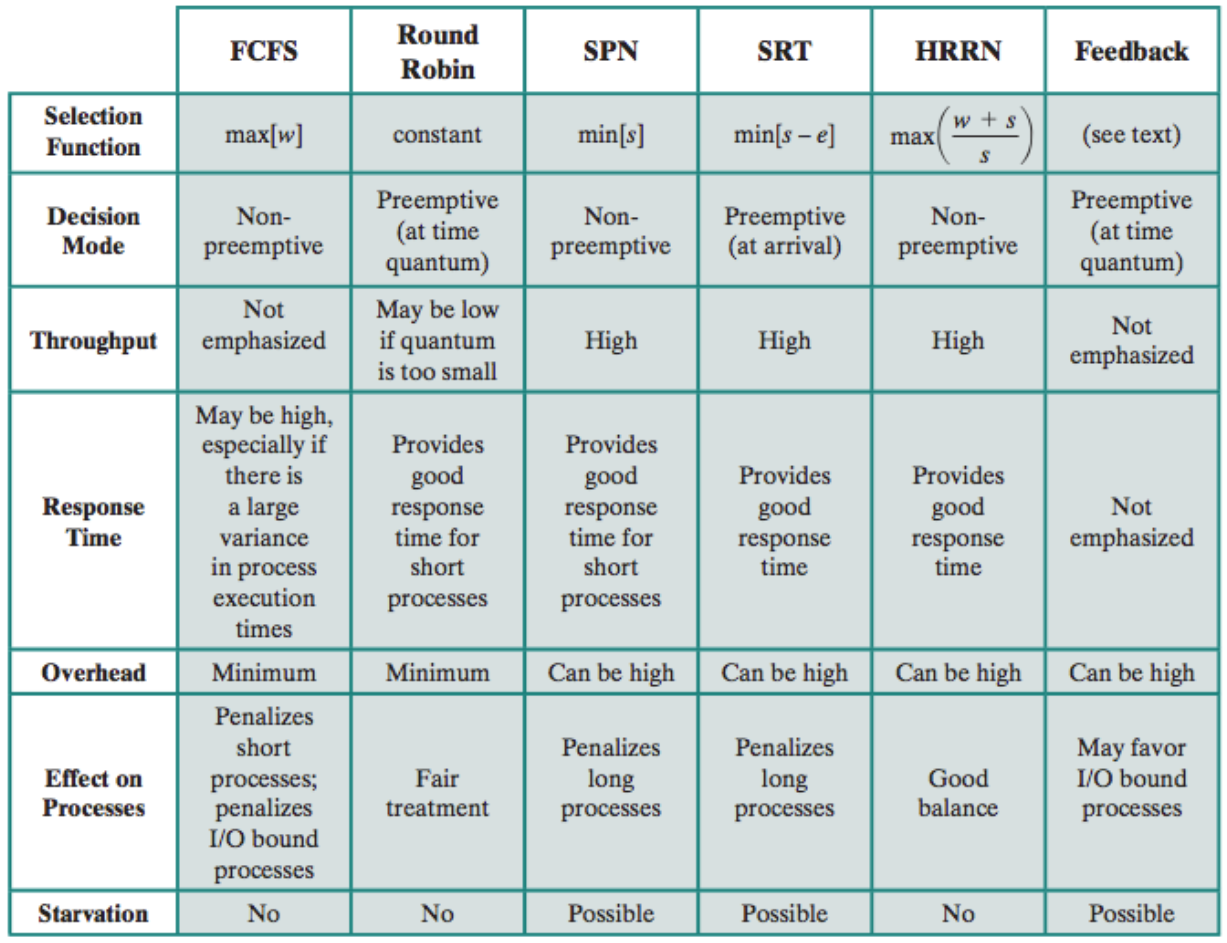 FCFS
Round
Robin
SPN
SRT
HRRN
Feedback
Selection
Function
max[w]
constant
min[s]
min[s – e]
max(w + s / s)
(see text)
Decision
Mode
Non-
preemptive
Preemptive
(at time
quantum)
Non-
preemptive
Preemptive
(at arrival)
Non-
preemptive
Preemptive
(at time
quantum)
Throughput
Not
emphasized
May be low
if quantum
is too small
High
High
High
Not
emphasized
Response
Time
May be high,
especially if
there is
a large
variance
in process
execution
times
Provides
good
response
time for
short
processes
Provides
good
response
time for
short
processes
Provides
good
response
time
Provides
good
response
time
Not
emphasized
Overhead
Minimum
Minimum
Can be high
Can be high
Can be high
Can be high
Effect on
Processes
Penalizes
short
processes;
penalizes
I/O bound
processes
Fair
treatment
Penalizes
long
processes
Penalizes
long
processes
Good
balance
May favor
I/O bound
processes
Starvation
No
No
Possible
Possible
No
Possible